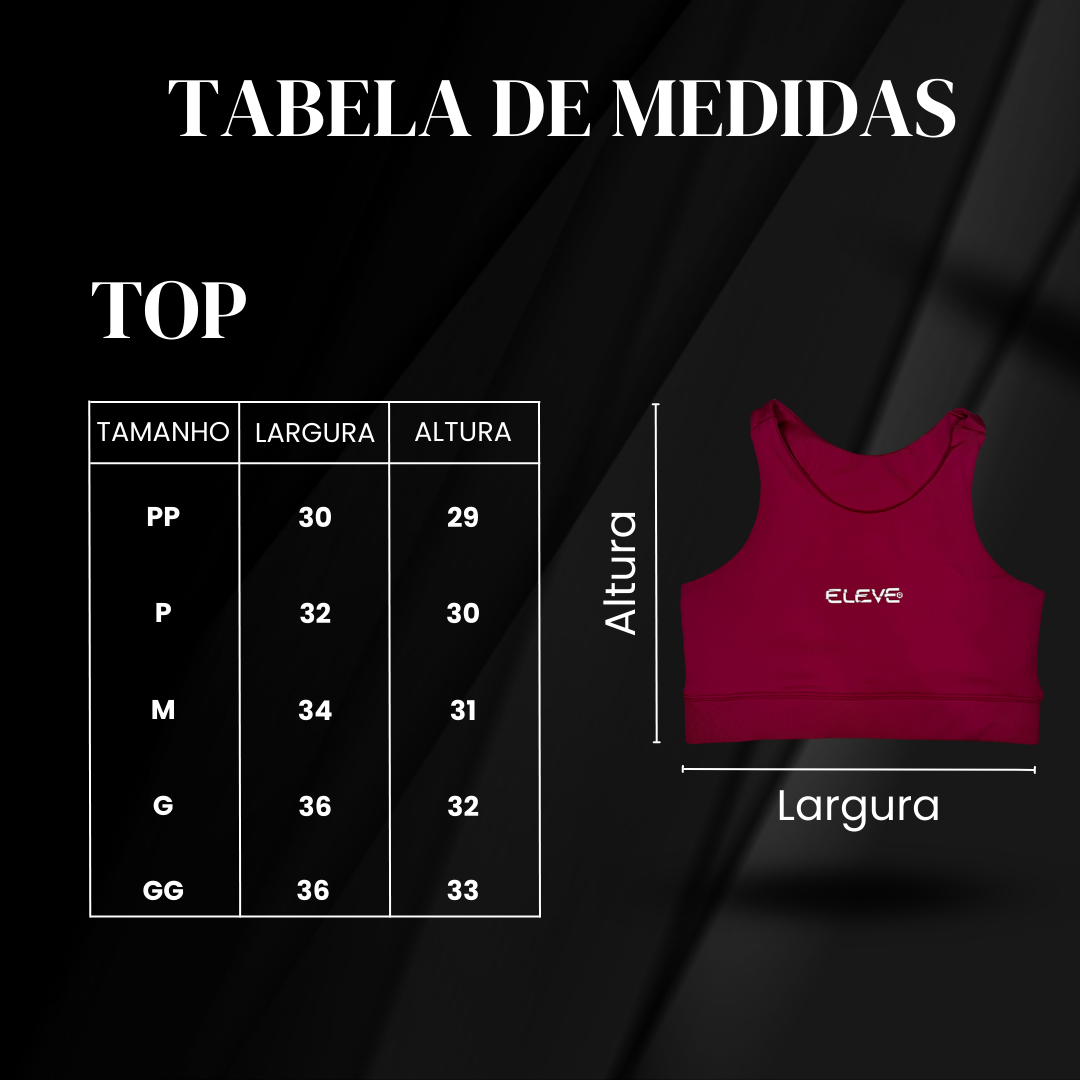 TABELA DE MEDIDAS
TOP
TAMANHO LARGURA ALTURA
PP 30 29
P 32 30
M 34 31
G 36 32
GG 36 33
Altura
ELEVE
Largura